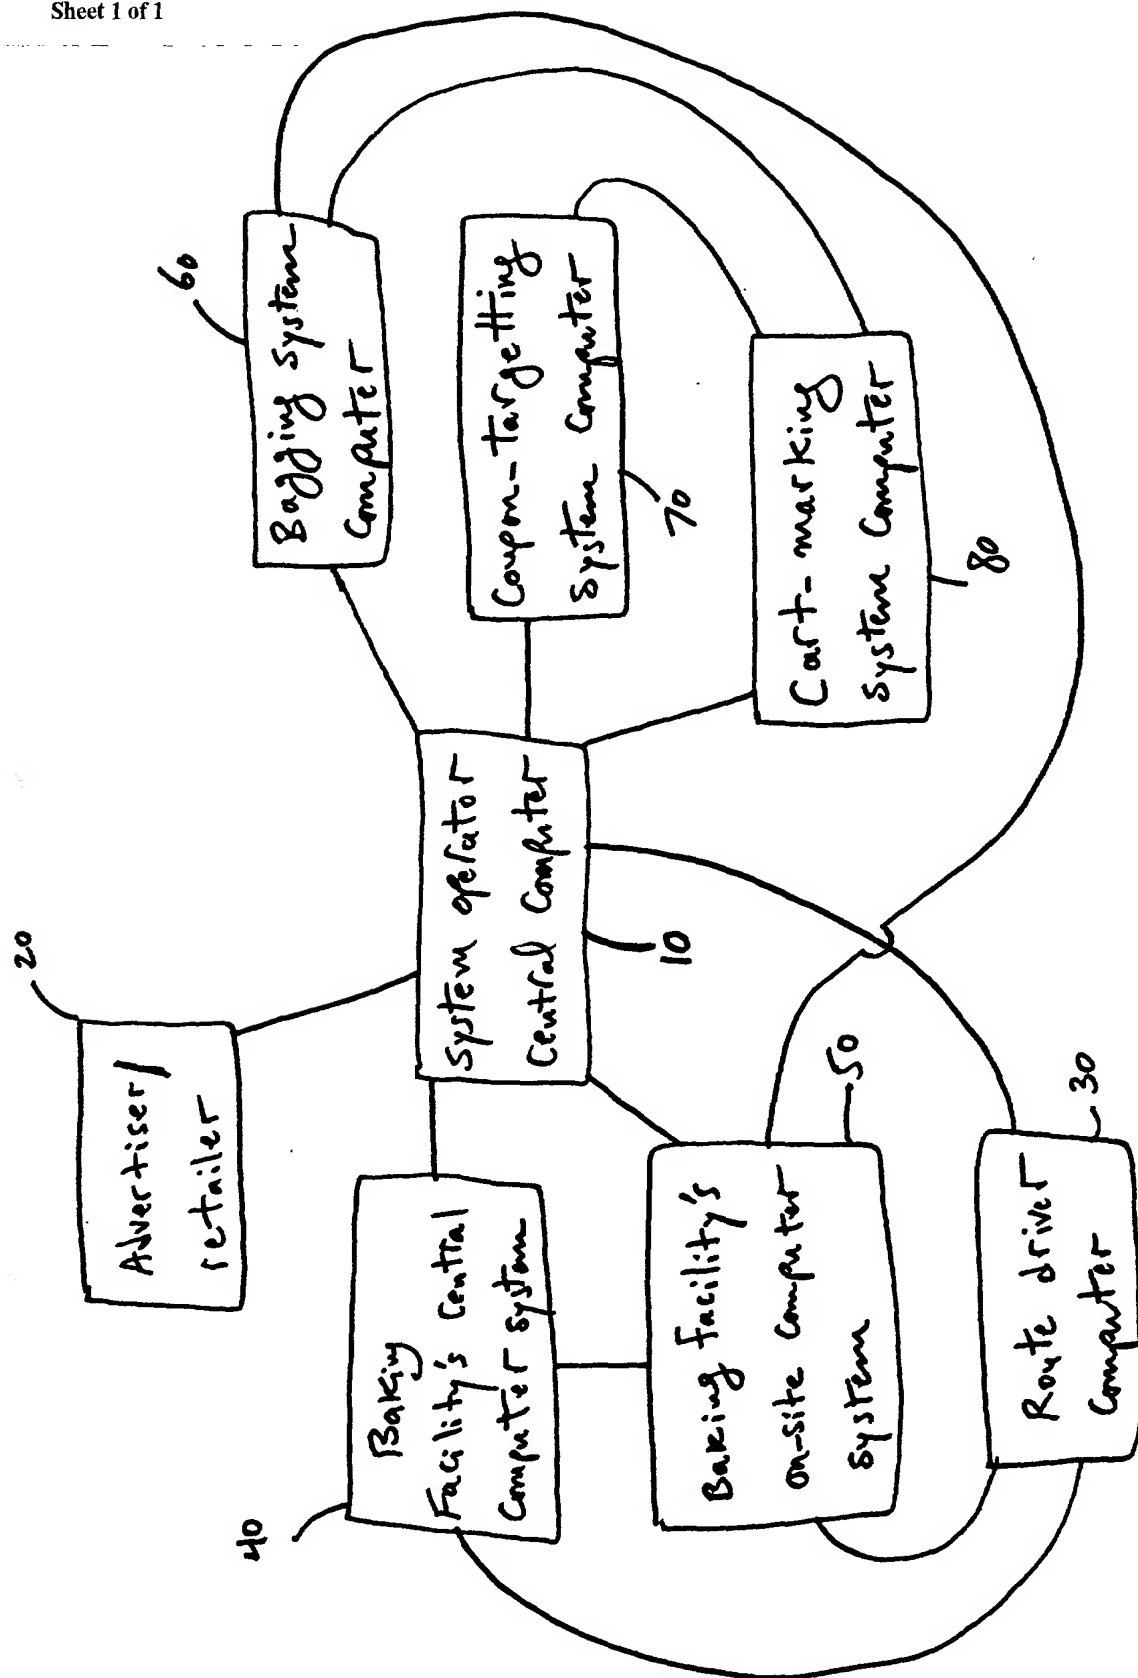 Sheet 1 of 1
20
Advertiser/
retailer
60
Bagging System
Computer
40
Baking
Facility's Central
Computer system
System operator
Central Computer
10
Coupon-targetting
System Computer
70
Baking facility's
on-site computer
system
50
Cart-marking
System Computer
80
Route driver
Computer
30